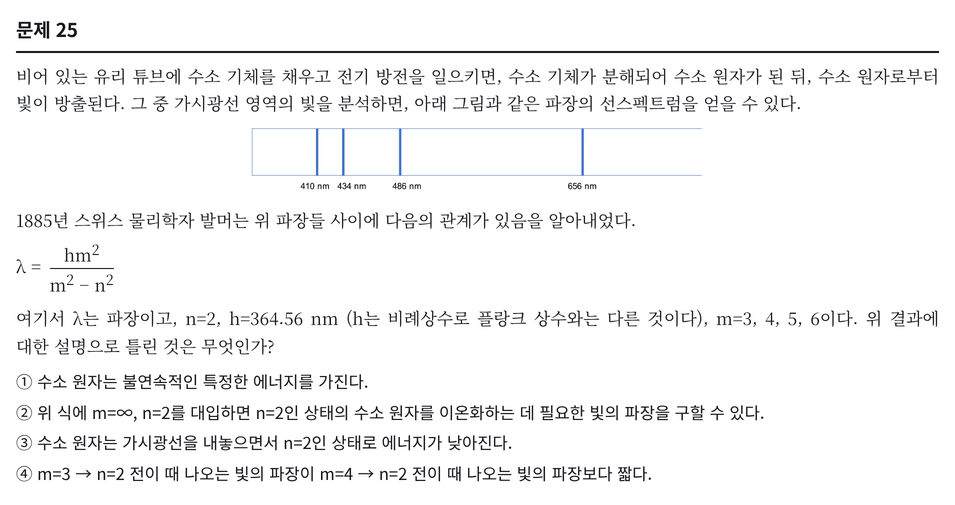 문제 25
비어 있는 유리 튜브에 수소 기체를 채우고 전기 방전을 일으키면, 수소 기체가 분해되어 수소 원자가 된 뒤, 수소 원자로부터
빛이 방출된다. 그 중 가시광선 영역의 빛을 분석하면, 아래 그림과 같은 파장의 선스펙트럼을 얻을 수 있다.
410 nm 434 nm 486 nm 656 nm
1885년 스위스 물리학자 발머는 위 파장들 사이에 다음의 관계가 있음을 알아내었다.
λ = hm² / m² − n²
여기서 λ는 파장이고, n=2, h=364.56 nm (h는 비례상수로 플랑크 상수와는 다른 것이다), m=3, 4, 5, 6이다. 위 결과에
대한 설명으로 틀린 것은 무엇인가?
① 수소 원자는 불연속적인 특정한 에너지를 가진다.
② 위 식에 m=∞, n=2를 대입하면 n=2인 상태의 수소 원자를 이온화하는 데 필요한 빛의 파장을 구할 수 있다.
③ 수소 원자는 가시광선을 내놓으면서 n=2인 상태로 에너지가 낮아진다.
④ m=3 → n=2 전이 때 나오는 빛의 파장이 m=4 → n=2 전이 때 나오는 빛의 파장보다 짧다.